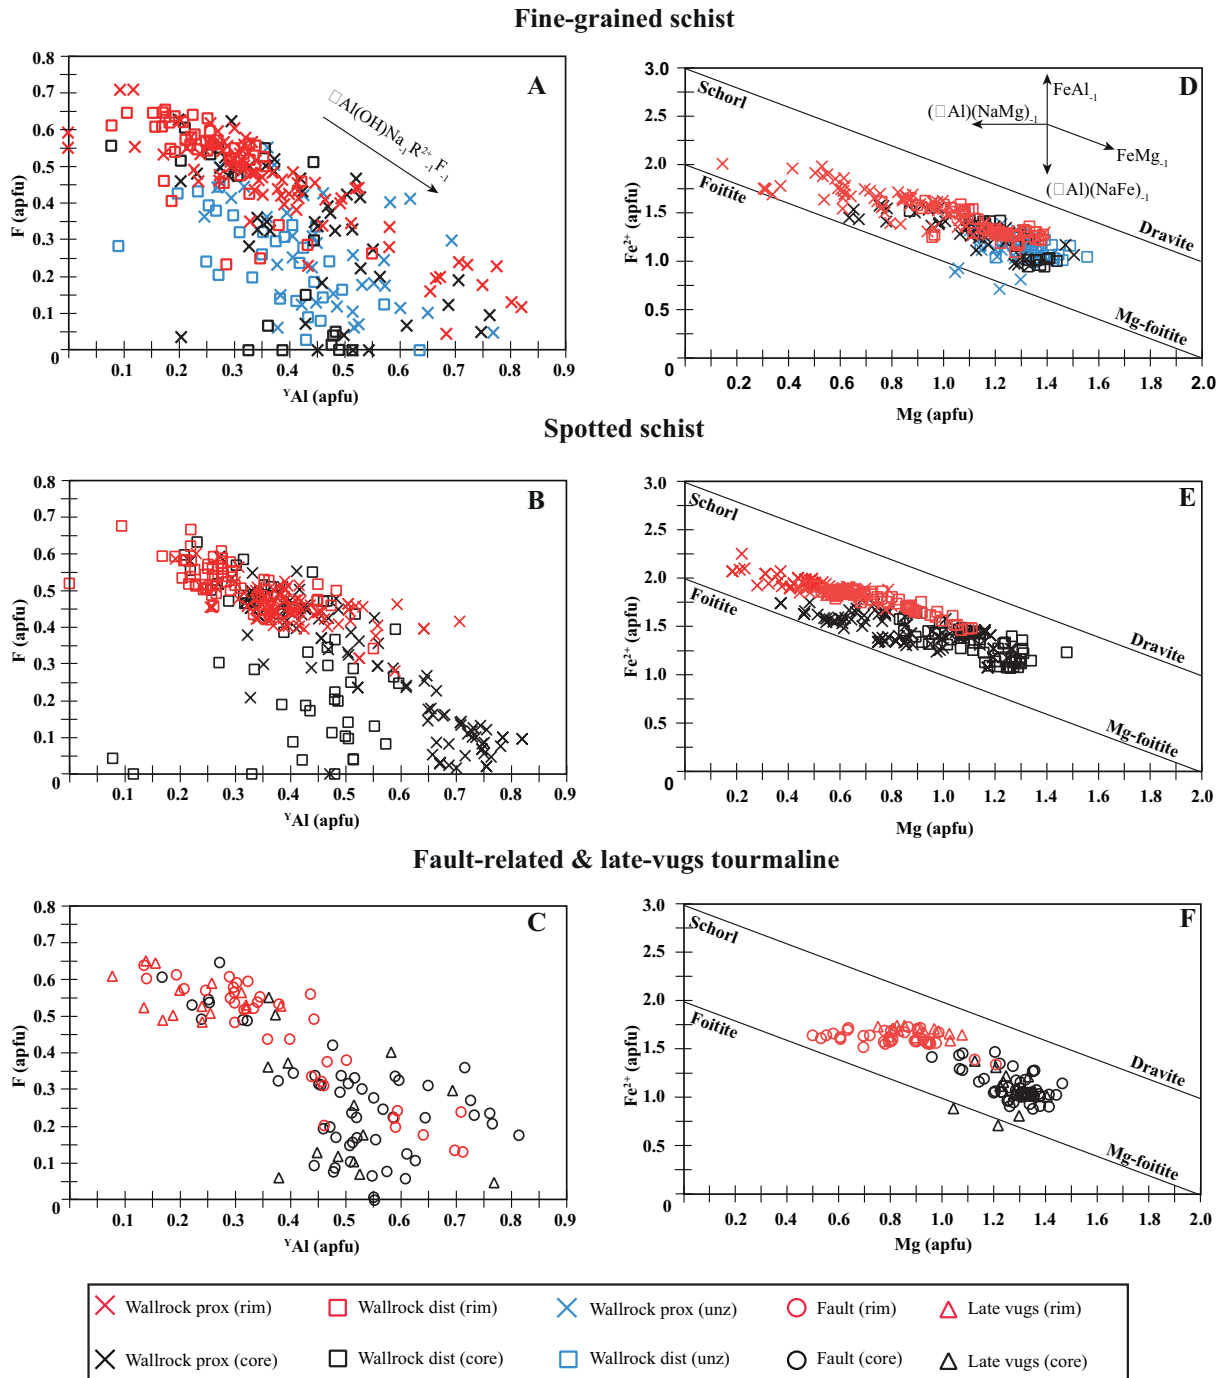 Fine-grained schist
0.8
0.7
0.6
0.5
0.4
0.3
0.2
0.1
0
F (apfu)
A
□Al(OH)Na₋₁R²⁺₋₁F₋₁
0.1 0.2 0.3 0.4 0.5 0.6 0.7 0.8 0.9
ʸAl (apfu)
3.0
2.5
2.0
1.5
1.0
0.5
0
Fe²⁺ (apfu)
D
Schorl
Foitite
Dravite
Mg-foitite
FeAl₋₁
(□Al)(NaMg)₋₁
FeMg₋₁
(□Al)(NaFe)₋₁
0.2 0.4 0.6 0.8 1.0 1.2 1.4 1.6 2.0
Mg (apfu)
Spotted schist
0.8
0.7
0.6
0.5
0.4
0.3
0.2
0.1
0
F (apfu)
B
0.1 0.2 0.3 0.4 0.5 0.6 0.7 0.8 0.9
ʸAl (apfu)
3.0
2.5
2.0
1.5
1.0
0.5
0
Fe²⁺ (apfu)
E
Schorl
Foitite
Dravite
Mg-foitite
0.2 0.4 0.6 0.8 1.0 1.2 1.4 1.6 2.0
Mg (apfu)
Fault-related & late-vugs tourmaline
0.8
0.7
0.6
0.5
0.4
0.3
0.2
0.1
0
F (apfu)
C
0.1 0.2 0.3 0.4 0.5 0.6 0.7 0.8 0.9
ʸAl (apfu)
3.0
2.5
2.0
1.5
1.0
0.5
0
Fe²⁺ (apfu)
F
Schorl
Foitite
Dravite
Mg-foitite
0.2 0.4 0.6 0.8 1.0 1.2 1.4 1.6 2.0
Mg (apfu)
Wallrock prox (rim) Wallrock dist (rim) Wallrock prox (unz) Fault (rim) Late vugs (rim)
Wallrock prox (core) Wallrock dist (core) Wallrock dist (unz) Fault (core) Late vugs (core)